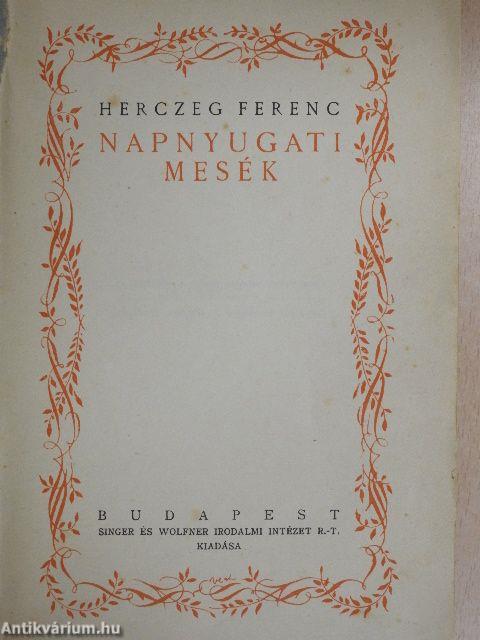 HERCZEG FERENC
NAPNYUGATI
MESÉK
BUDAPEST
SINGER ÉS WOLFNER IRODALMI INTÉZET R.-T.
KIADÁSA
Antikvárium.hu